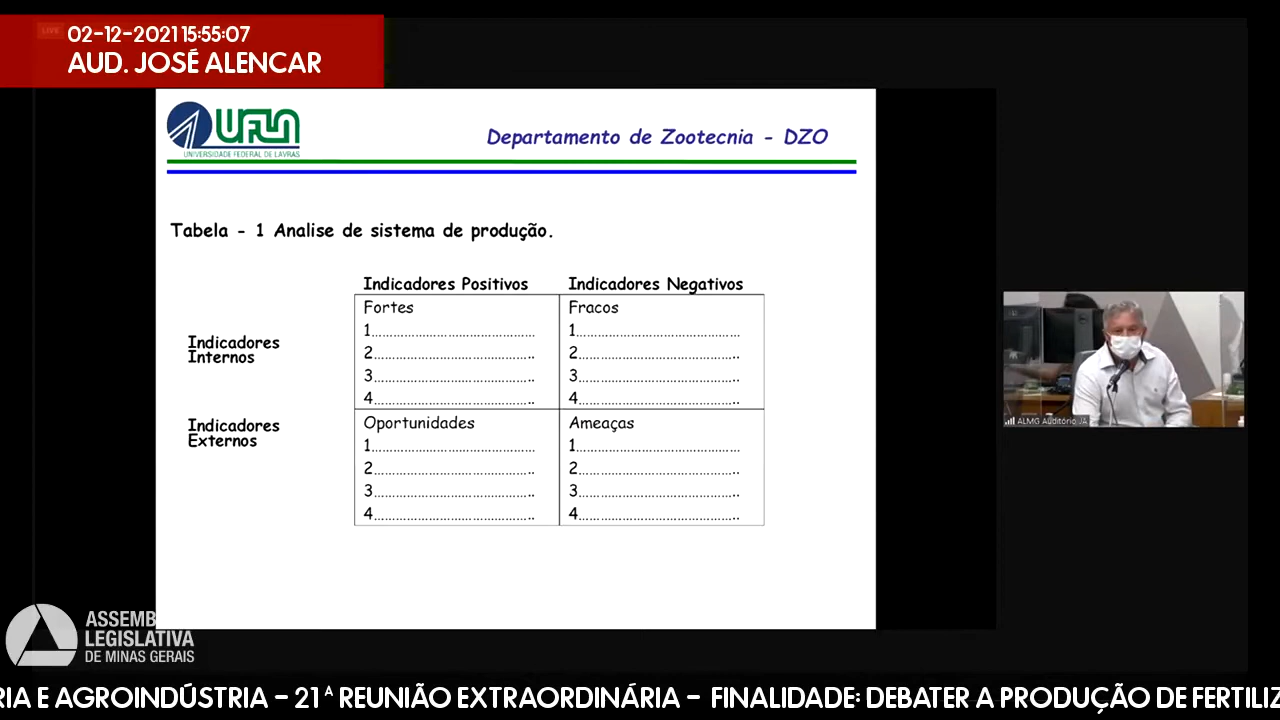 LIVE
02-12-2021 15:55:07
AUD. JOSÉ ALENCAR
UFLA
UNIVERSIDADE FEDERAL DE LAVRAS
Departamento de Zootecnia - DZO
Tabela - 1 Analise de sistema de produção.
Indicadores Positivos Indicadores Negativos
Indicadores
Internos
Fortes
1...........................................
2...........................................
3...........................................
4...........................................
Fracos
1...........................................
2...........................................
3...........................................
4...........................................
Indicadores
Externos
Oportunidades
1...........................................
2...........................................
3...........................................
4...........................................
Ameaças
1...........................................
2...........................................
3...........................................
4...........................................
ALMG Auditório JA
ASSEMB
LEGISLATIVA
DE MINAS GERAIS
RIA E AGROINDÚSTRIA - 21ª REUNIÃO EXTRAORDINÁRIA - FINALIDADE: DEBATER A PRODUÇÃO DE FERTILIZ